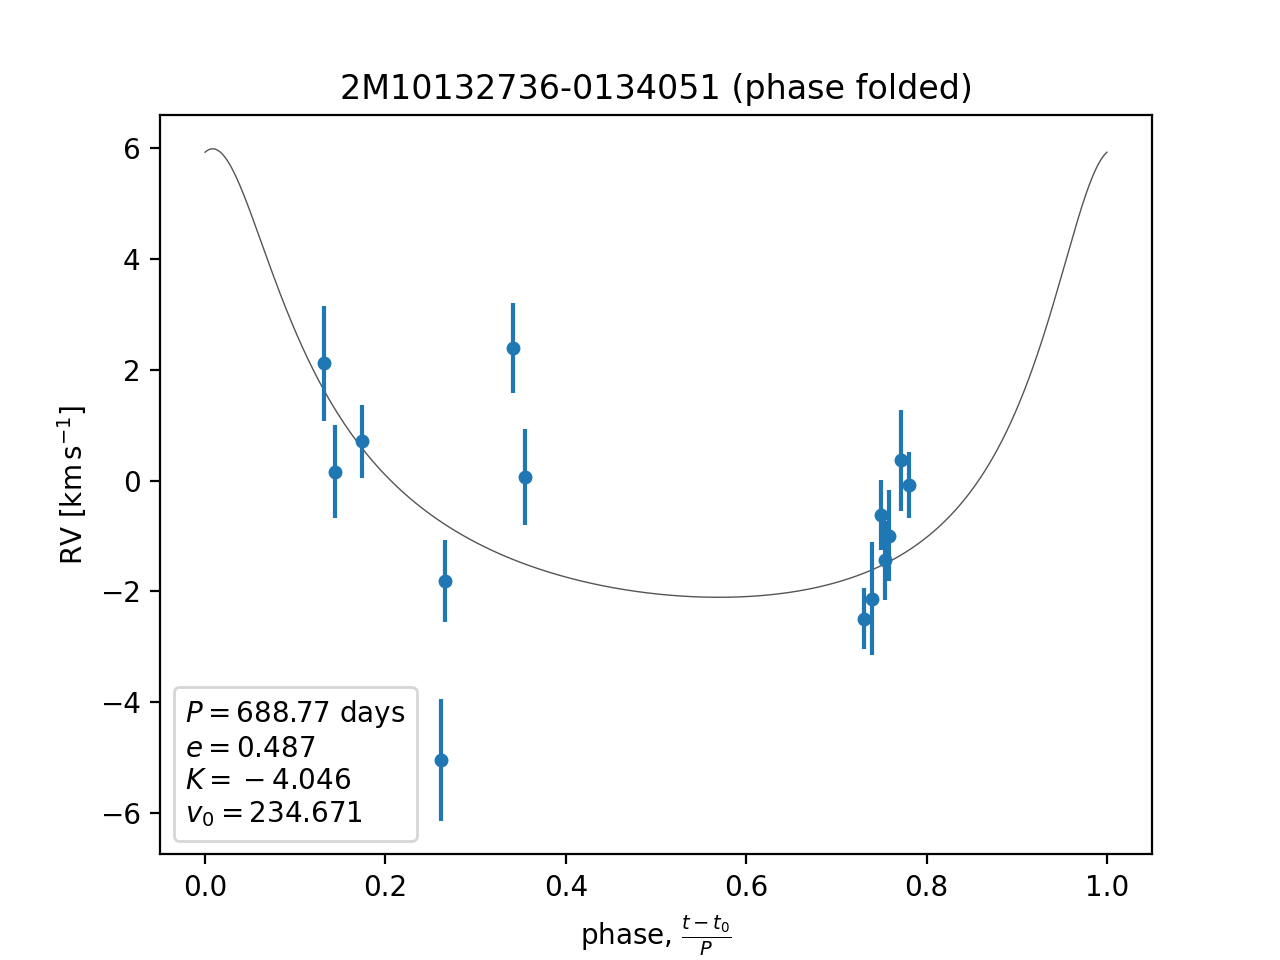 2M10132736-0134051 (phase folded)
RV [km s⁻¹]
6
4
2
0
−2
−4
−6
P = 688.77 days
e = 0.487
K = − 4.046
v₀ = 234.671
0.0 0.2 0.4 0.6 0.8 1.0
phase, (t − t₀)/P